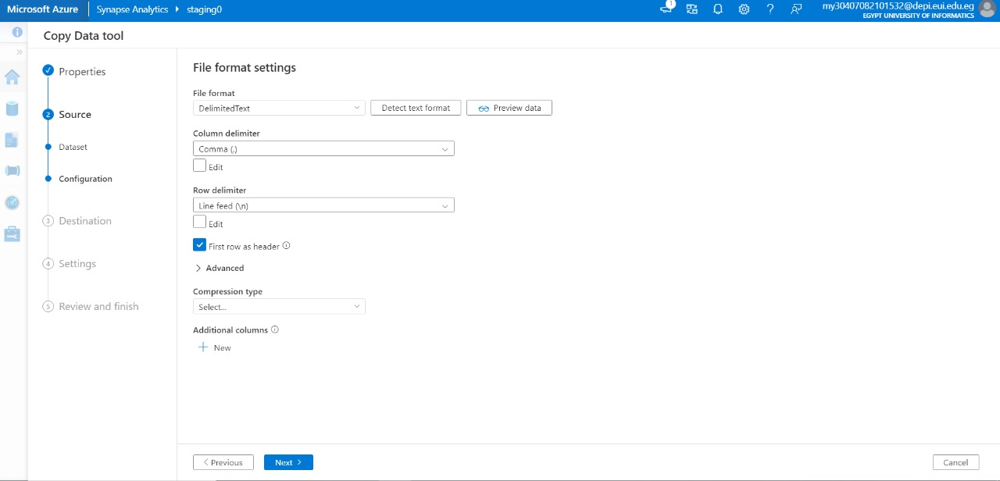 Microsoft Azure
Synapse Analytics
staging0
1
my30407082101532@depi.eui.edu.eg
EGYPT UNIVERSITY OF INFORMATICS
Copy Data tool
Properties
2 Source
Dataset
Configuration
3 Destination
4 Settings
5 Review and finish
File format settings
File format
DelimitedText
Detect text format
Preview data
Column delimiter
Comma (,)
Edit
Row delimiter
Line feed (\n)
Edit
First row as header
Advanced
Compression type
Select...
Additional columns
New
Previous
Next
Cancel